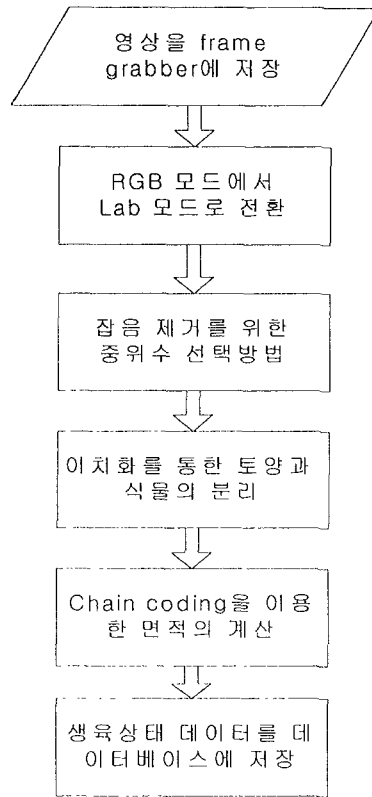 영상을 frame
grabber에 저장
RGB 모드에서
Lab 모드로 전환
잡음 제거를 위한
중위수 선택방법
이치화를 통한 토양과
식물의 분리
Chain coding을 이용
한 면적의 계산
생육상태 데이터를 데
이터베이스에 저장